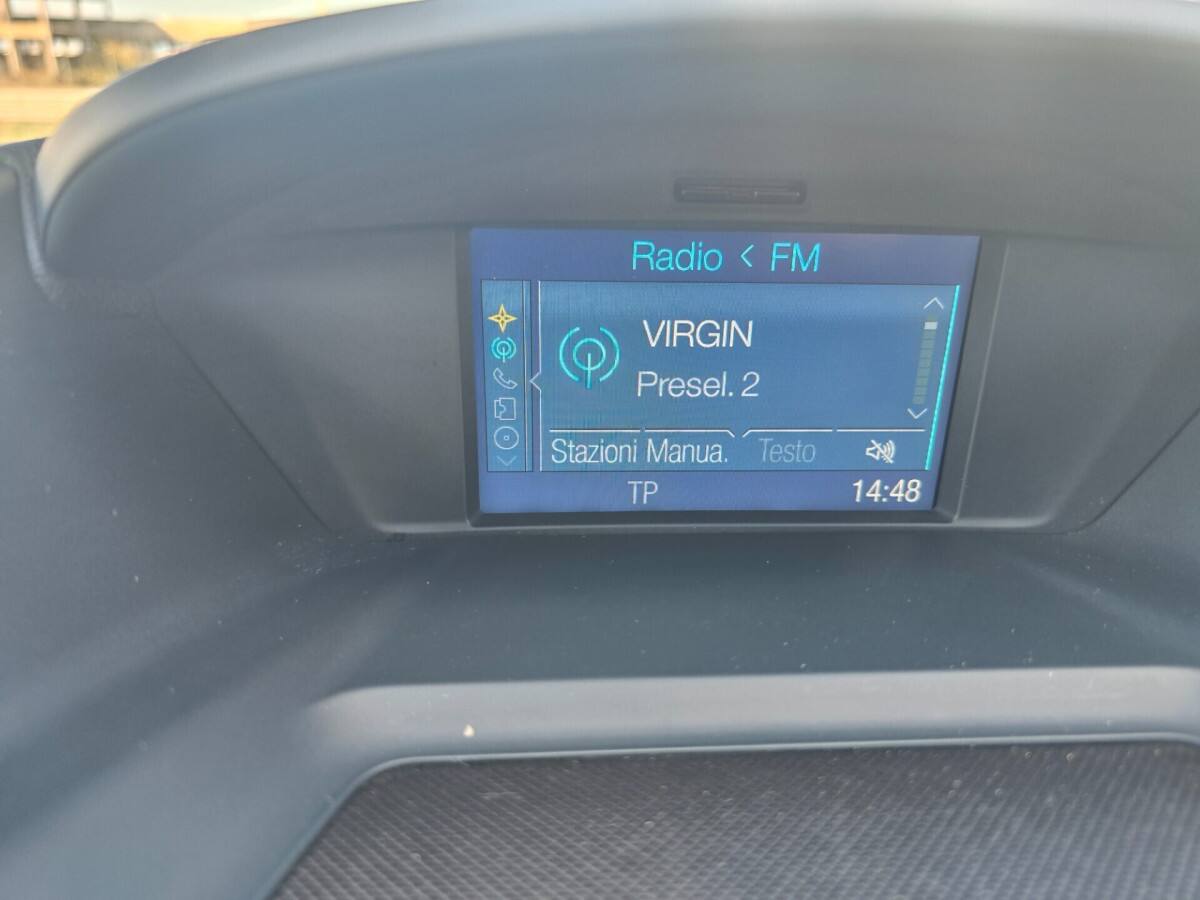 Radio < FM
VIRGIN
Presel. 2
Stazioni Manua. Testo
TP 14:48